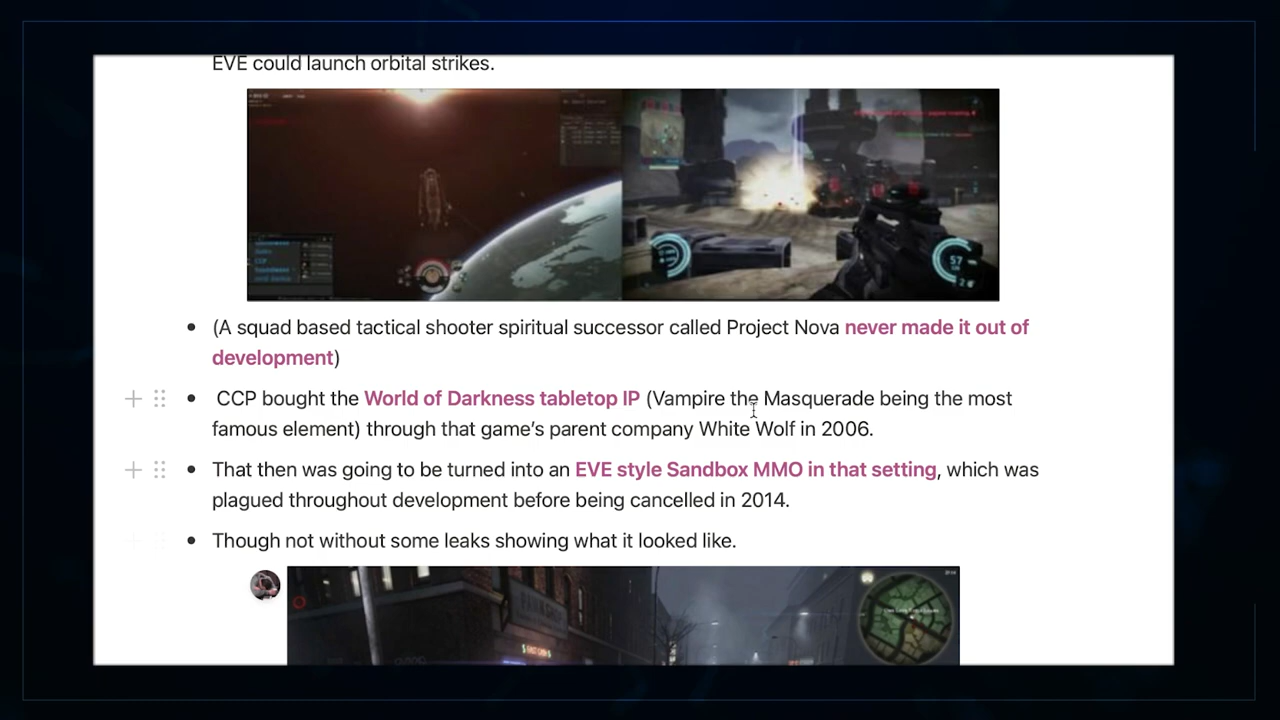 EVE could launch orbital strikes.
CCP
57
(A squad based tactical shooter spiritual successor called Project Nova never made it out of
development)
CCP bought the World of Darkness tabletop IP (Vampire the Masquerade being the most
famous element) through that game's parent company White Wolf in 2006.
That then was going to be turned into an EVE style Sandbox MMO in that setting, which was
plagued throughout development before being cancelled in 2014.
Though not without some leaks showing what it looked like.